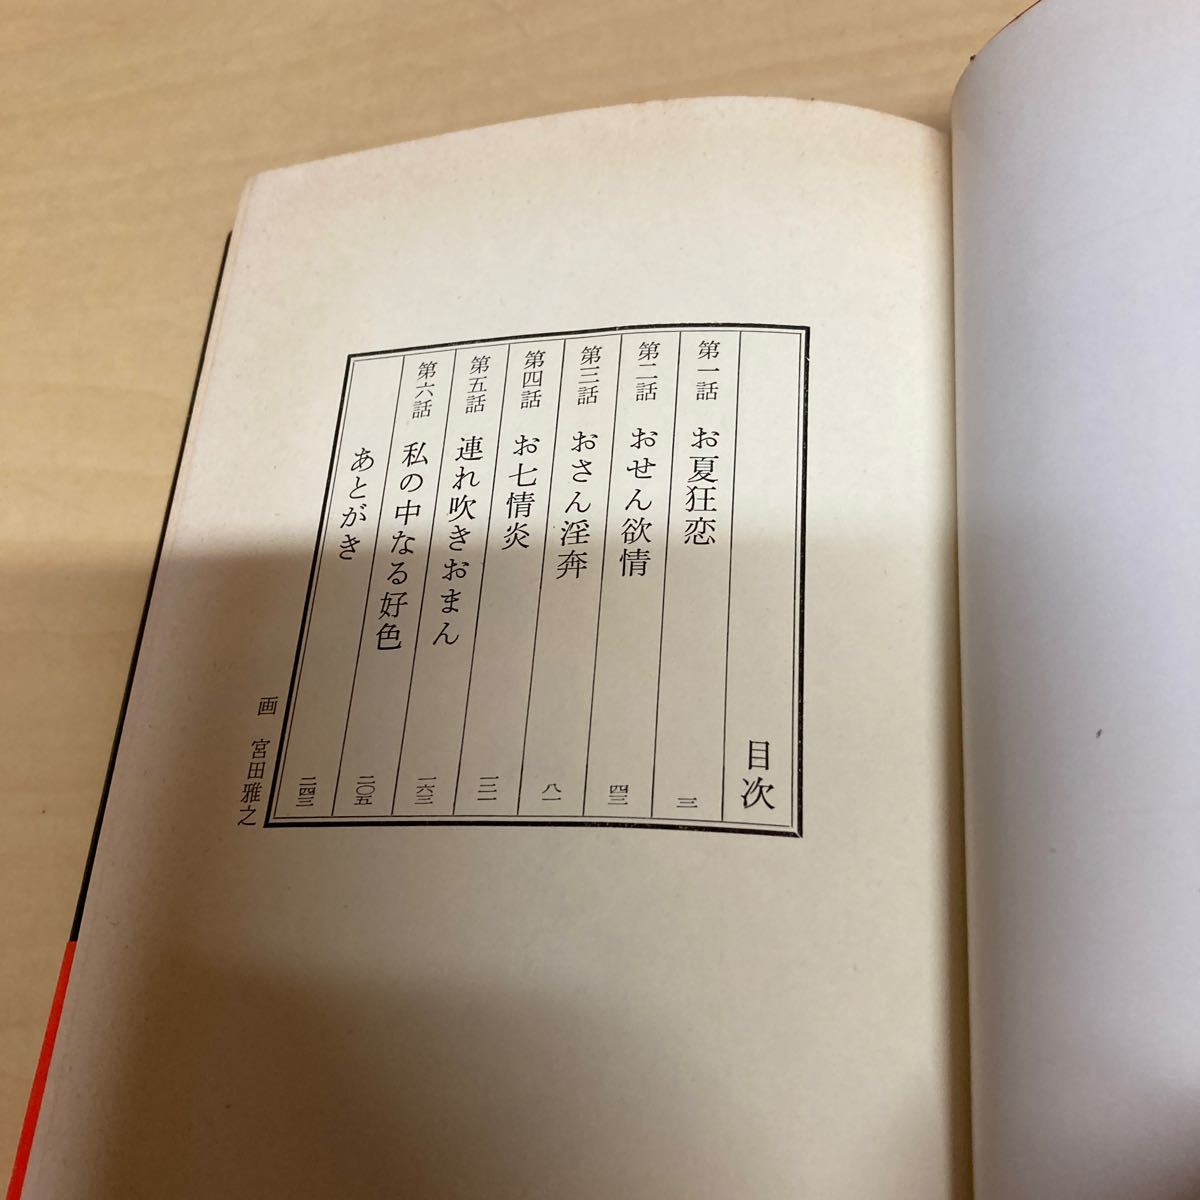 目次
第一話 お夏狂恋 三
第二話 おせん欲情 四三
第三話 おさん淫奔 八一
第四話 お七情炎 一二一
第五話 連れ吹きおまん 一六三
第六話 私の中なる好色 二〇五
あとがき 二四三
画 宮田雅之